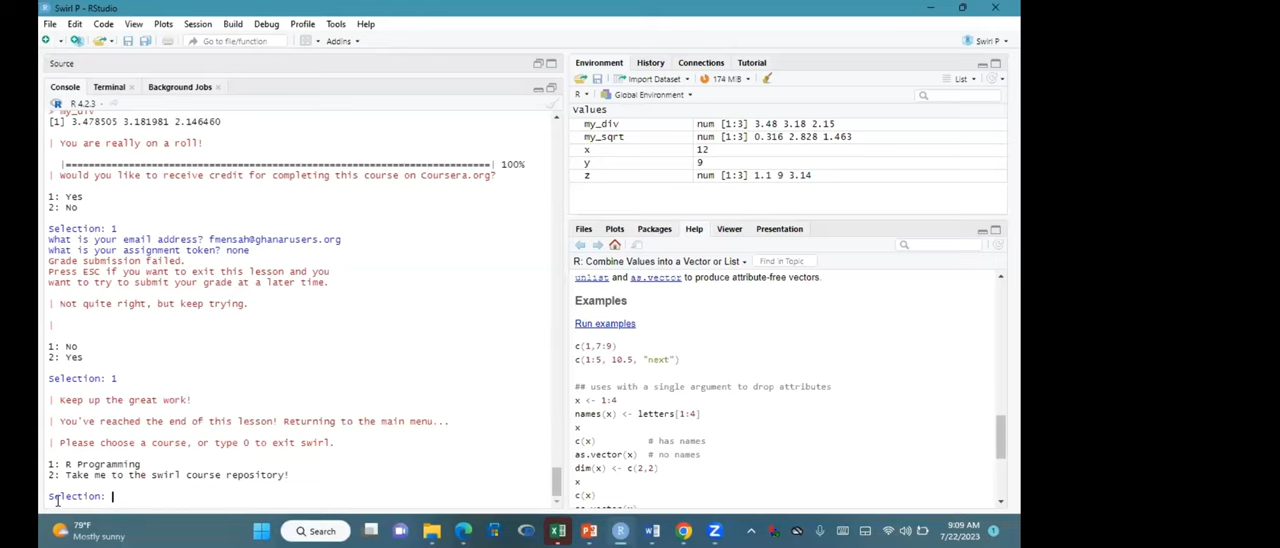 Swirl P - RStudio
File Edit Code View Plots Session Build Debug Profile Tools Help
Go to file/function Addins Swirl P
Source
Console Terminal Background Jobs
R 4.2.3
> my_div
[1] 3.478505 3.181981 2.146460
| You are really on a roll!
|================================================================================| 100%
| Would you like to receive credit for completing this course on Coursera.org?
1: Yes
2: No
Selection: 1
What is your email address? fmensah@ghanarusers.org
What is your assignment token? none
Grade submission failed.
Press ESC if you want to exit this lesson and you
want to try to submit your grade at a later time.
| Not quite right, but keep trying.
|
1: No
2: Yes
Selection: 1
| Keep up the great work!
| You've reached the end of this lesson! Returning to the main menu...
| Please choose a course, or type 0 to exit swirl.
1: R Programming
2: Take me to the swirl course repository!
Selection:
Environment History Connections Tutorial
Import Dataset 174 MiB List
R Global Environment
Values
my_div num [1:3] 3.48 3.18 2.15
my_sqrt num [1:3] 0.316 2.828 1.463
x 12
y 9
z num [1:3] 1.1 9 3.14
Files Plots Packages Help Viewer Presentation
R: Combine Values into a Vector or List Find in Topic
unlist and as.vector to produce attribute-free vectors.
Examples
Run examples
c(1,7:9)
c(1:5, 10.5, "next")
## uses with a single argument to drop attributes
x <- 1:4
names(x) <- letters[1:4]
x
c(x) # has names
as.vector(x) # no names
dim(x) <- c(2,2)
x
c(x)
79°F
Mostly sunny
Search
9:09 AM
7/22/2023
1